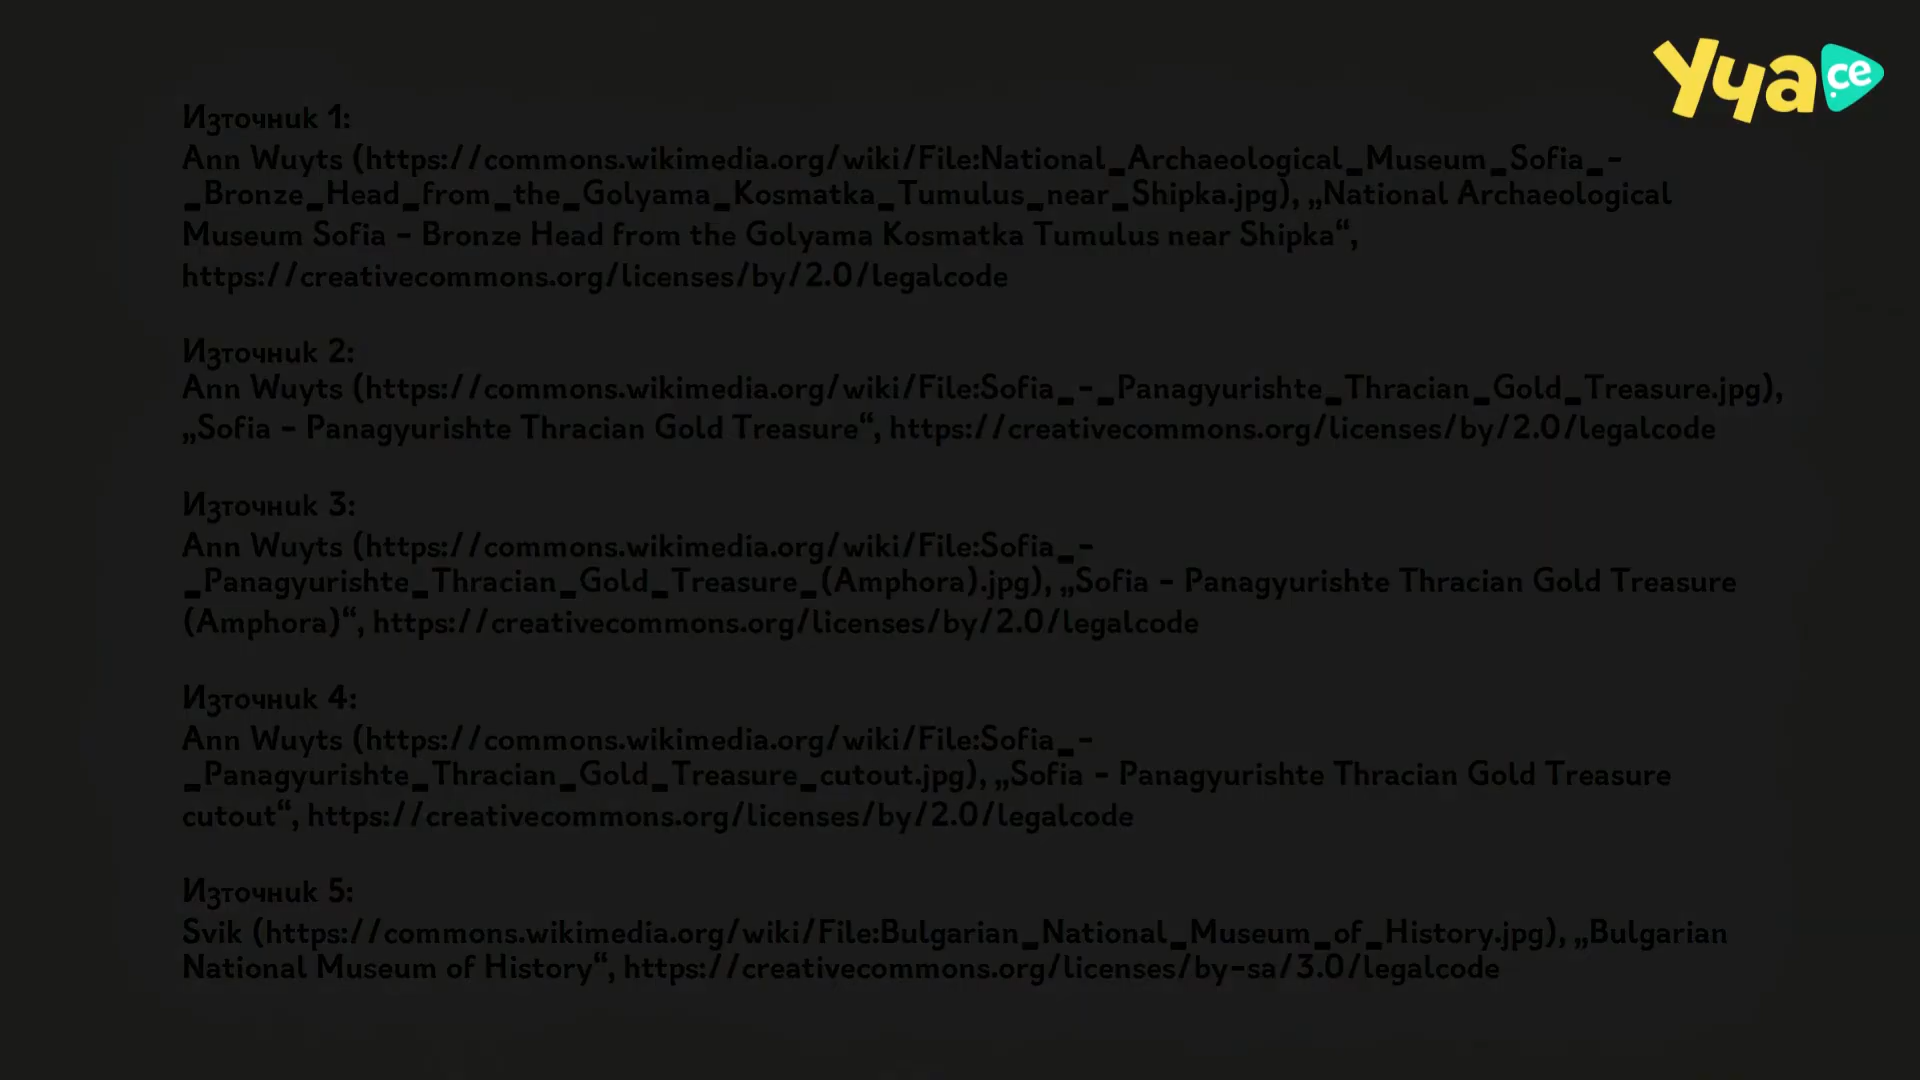 Уча.се
Източник 1:
Ann Wuyts (https://commons.wikimedia.org/wiki/File:National_Archaeological_Museum_Sofia_-
_Bronze_Head_from_the_Golyama_Kosmatka_Tumulus_near_Shipka.jpg), „National Archaeological
Museum Sofia - Bronze Head from the Golyama Kosmatka Tumulus near Shipka“,
https://creativecommons.org/licenses/by/2.0/legalcode
Източник 2:
Ann Wuyts (https://commons.wikimedia.org/wiki/File:Sofia_-_Panagyurishte_Thracian_Gold_Treasure.jpg),
„Sofia - Panagyurishte Thracian Gold Treasure“, https://creativecommons.org/licenses/by/2.0/legalcode
Източник 3:
Ann Wuyts (https://commons.wikimedia.org/wiki/File:Sofia_-
_Panagyurishte_Thracian_Gold_Treasure_(Amphora).jpg), „Sofia - Panagyurishte Thracian Gold Treasure
(Amphora)“, https://creativecommons.org/licenses/by/2.0/legalcode
Източник 4:
Ann Wuyts (https://commons.wikimedia.org/wiki/File:Sofia_-
_Panagyurishte_Thracian_Gold_Treasure_cutout.jpg), „Sofia - Panagyurishte Thracian Gold Treasure
cutout“, https://creativecommons.org/licenses/by/2.0/legalcode
Източник 5:
Svik (https://commons.wikimedia.org/wiki/File:Bulgarian_National_Museum_of_History.jpg), „Bulgarian
National Museum of History“, https://creativecommons.org/licenses/by-sa/3.0/legalcode